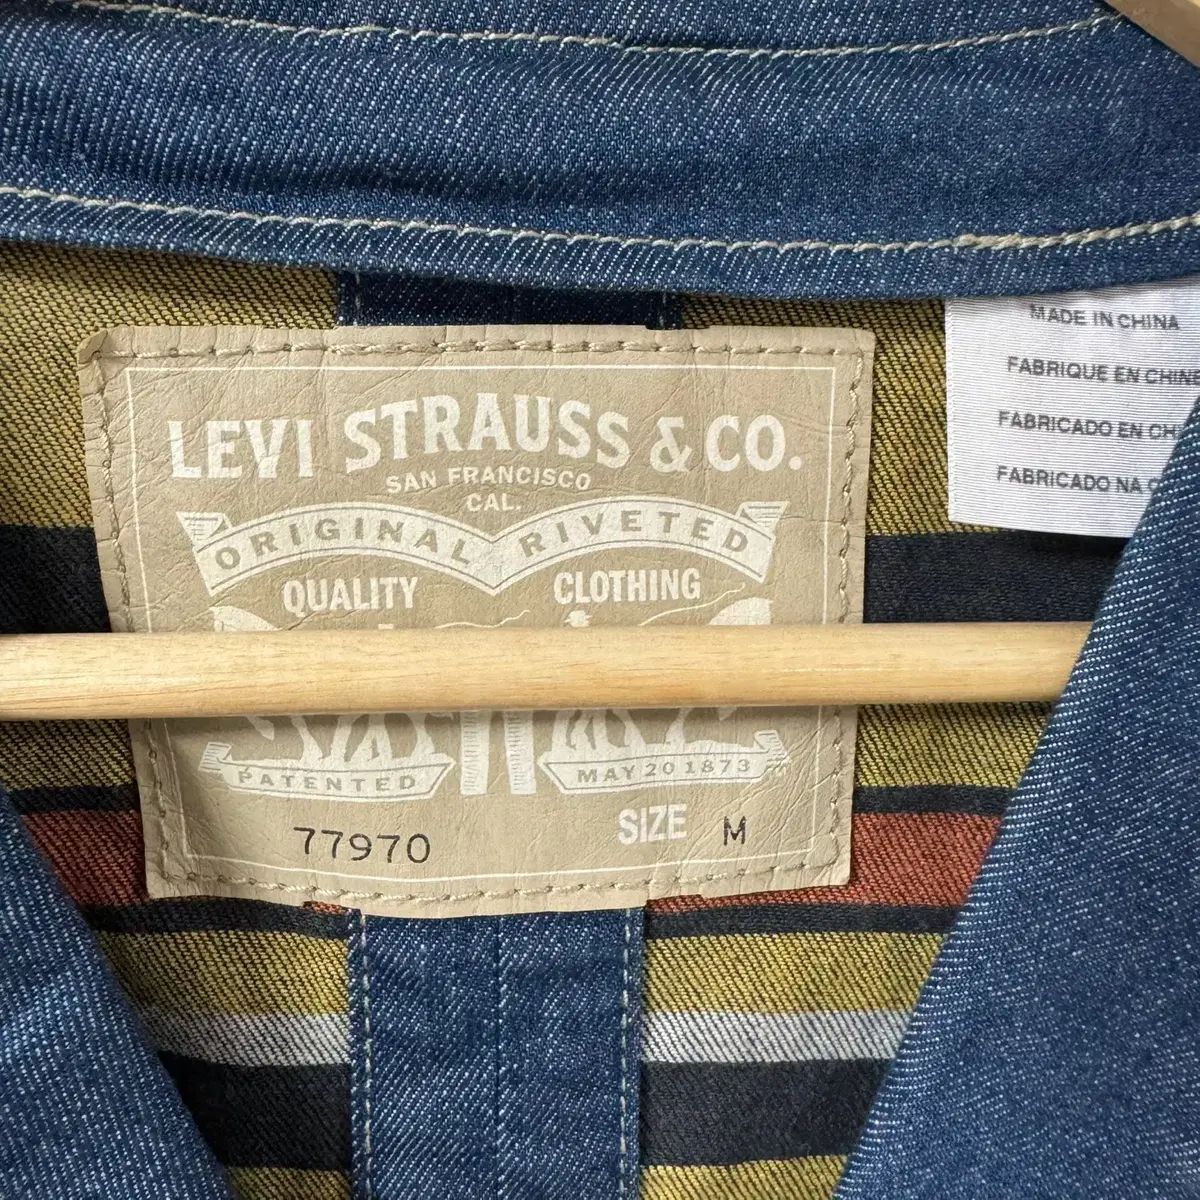 LEVI STRAUSS & CO.
SAN FRANCISCO
CAL.
ORIGINAL RIVETED
QUALITY CLOTHING
PATENTED MAY 20 1873
77970 SIZE M
MADE IN CHINA
FABRIQUE EN CHINE
FABRICADO EN
FABRICADO NA